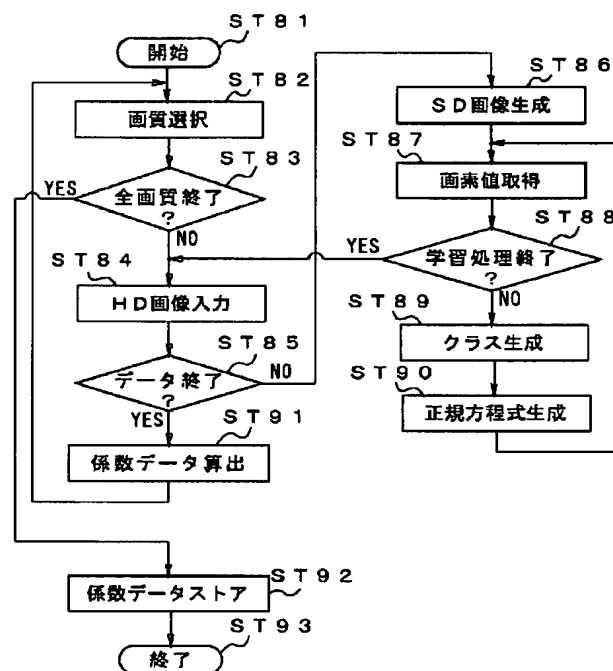 ST81
開始
ST82
画質選択
ST83
全画質終了
?
YES
NO
ST84
HD画像入力
ST85
データ終了
?
NO
YES
ST91
係数データ算出
ST86
SD画像生成
ST87
画素値取得
ST88
学習処理終了
?
YES
NO
ST89
クラス生成
ST90
正規方程式生成
ST92
係数データストア
ST93
終了